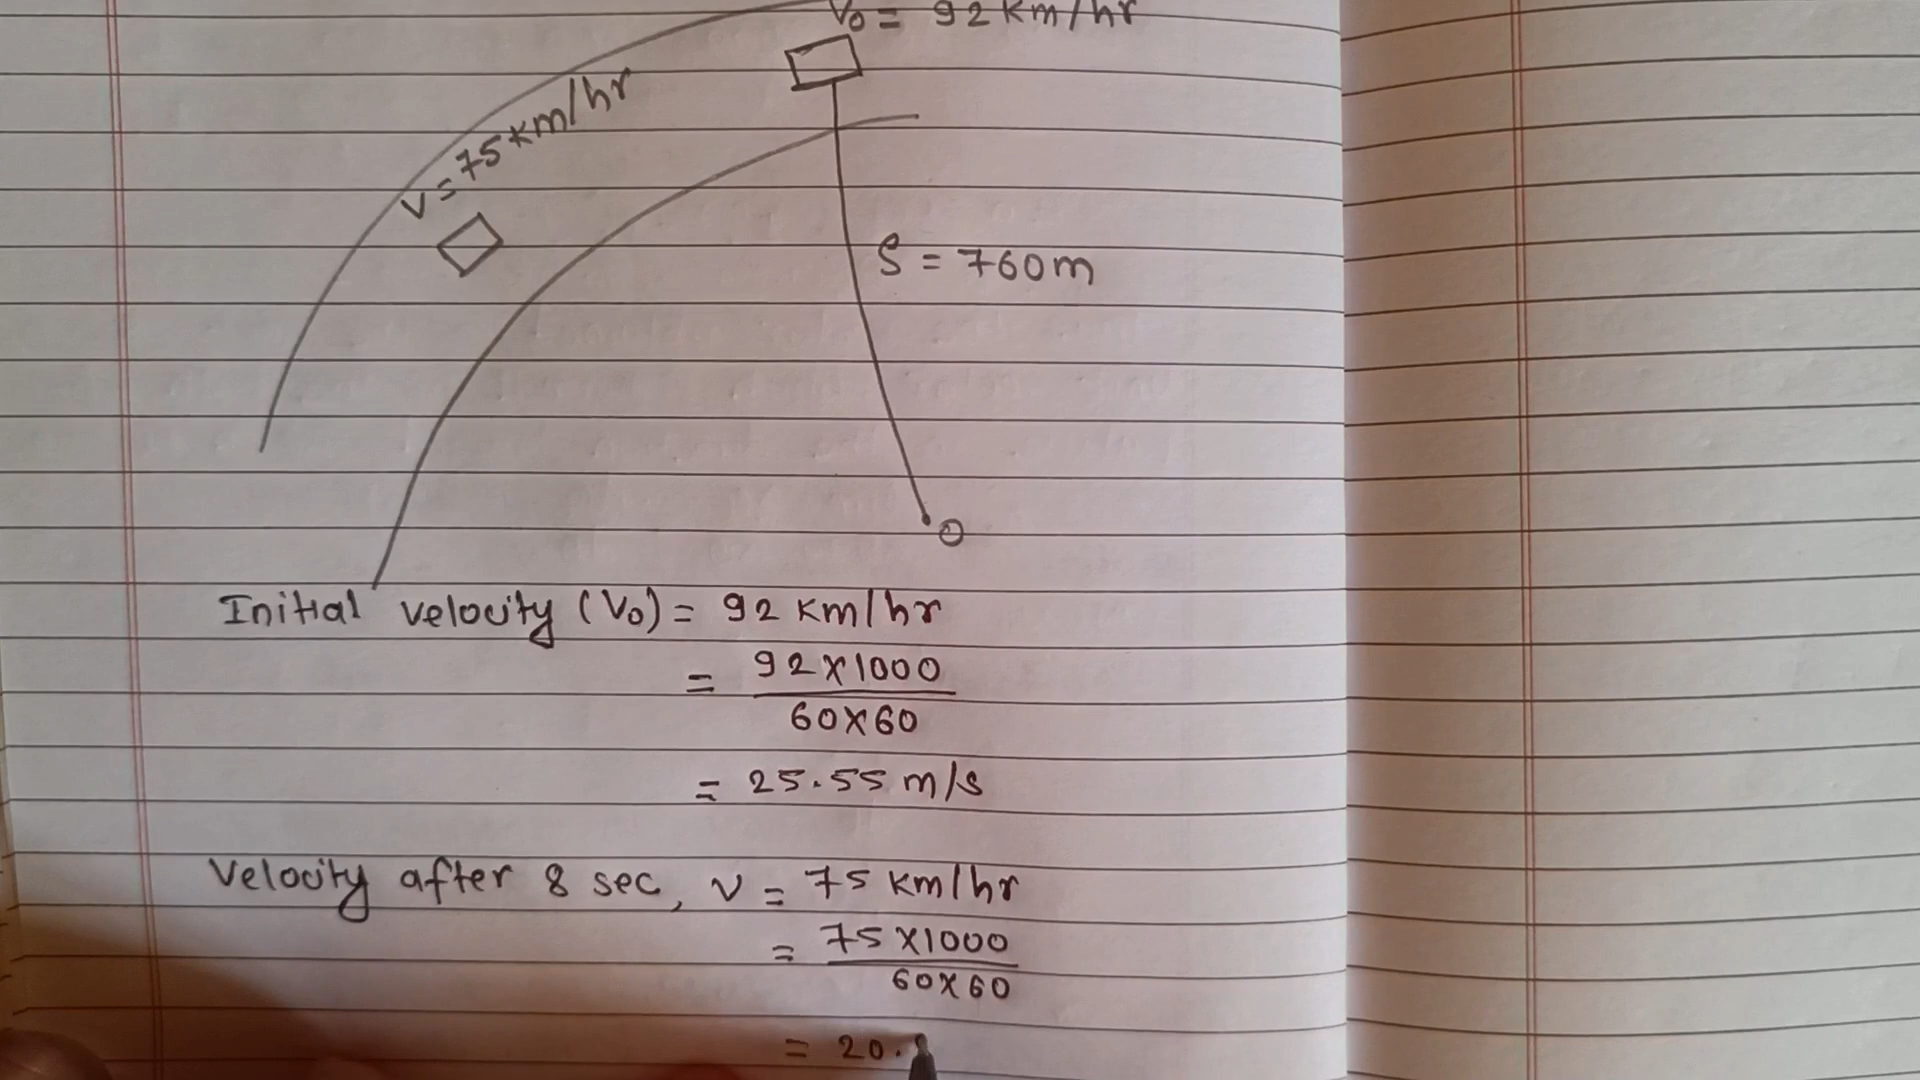 V₀ = 92 km/hr
V = 75 km/hr
ρ = 760m
O
Initial velocity (V₀) = 92 km/hr
= 92×1000
60×60
= 25.55 m/s
Velocity after 8 sec, v = 75 km/hr
= 75×1000
60×60
= 20.